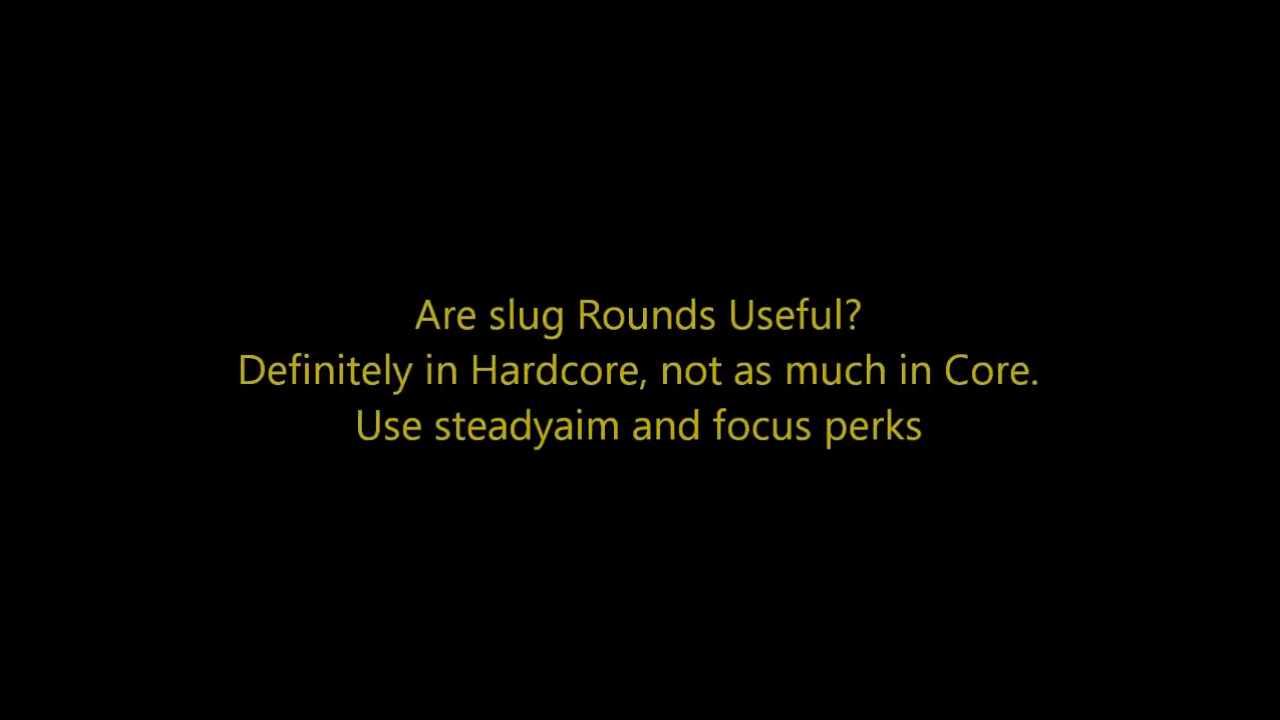 Are slug Rounds Useful?
Definitely in Hardcore, not as much in Core.
Use steadyaim and focus perks